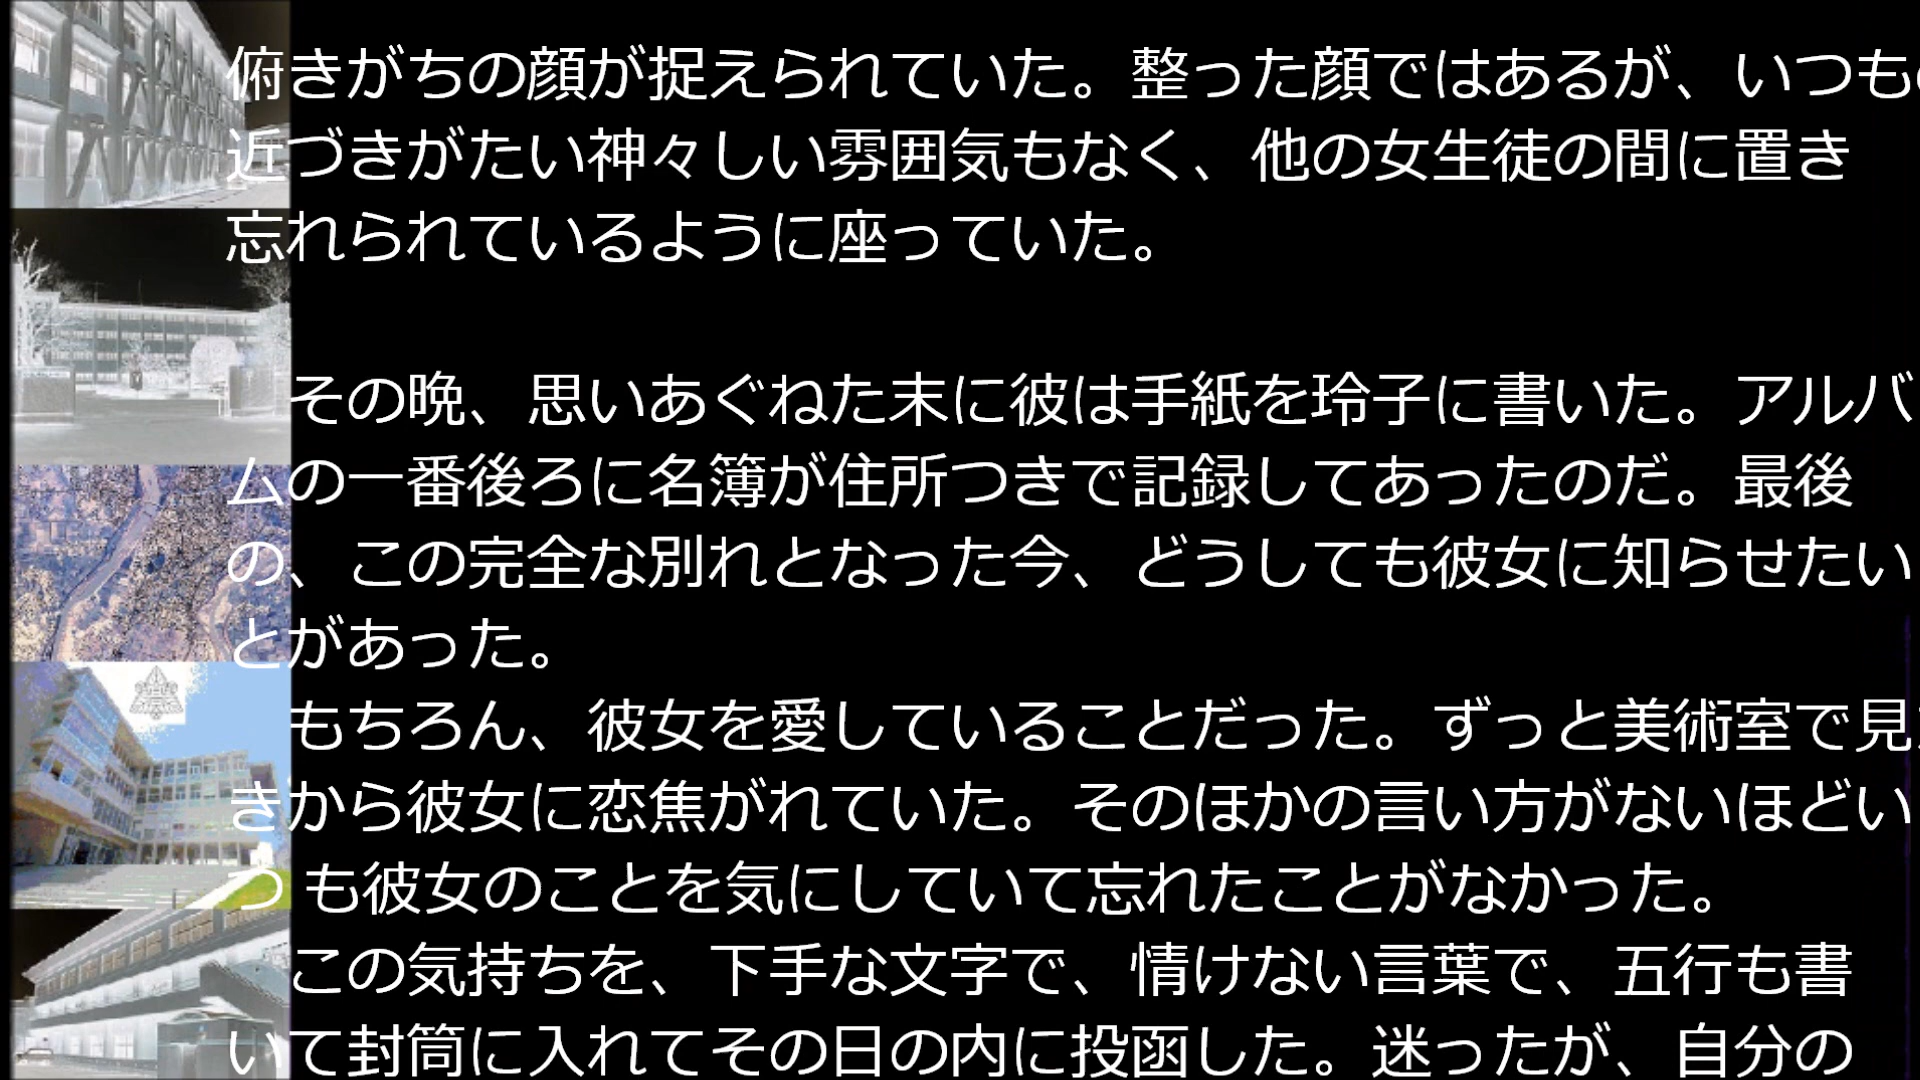 俯きがちの顔が捉えられていた。整った顔ではあるが、いつも
近づきがたい神々しい雰囲気もなく、他の女生徒の間に置き
忘れられているように座っていた。
その晩、思いあぐねた末に彼は手紙を玲子に書いた。アルバ
ムの一番後ろに名簿が住所つきで記録してあったのだ。最後
の、この完全な別れとなった今、どうしても彼女に知らせたい
とがあった。
もちろん、彼女を愛していることだった。ずっと美術室で見
きから彼女に恋焦がれていた。そのほかの言い方がないほどい
つも彼女のことを気にしていて忘れたことがなかった。
この気持ちを、下手な文字で、情けない言葉で、五行も書
いて封筒に入れてその日の内に投函した。迷ったが、自分の